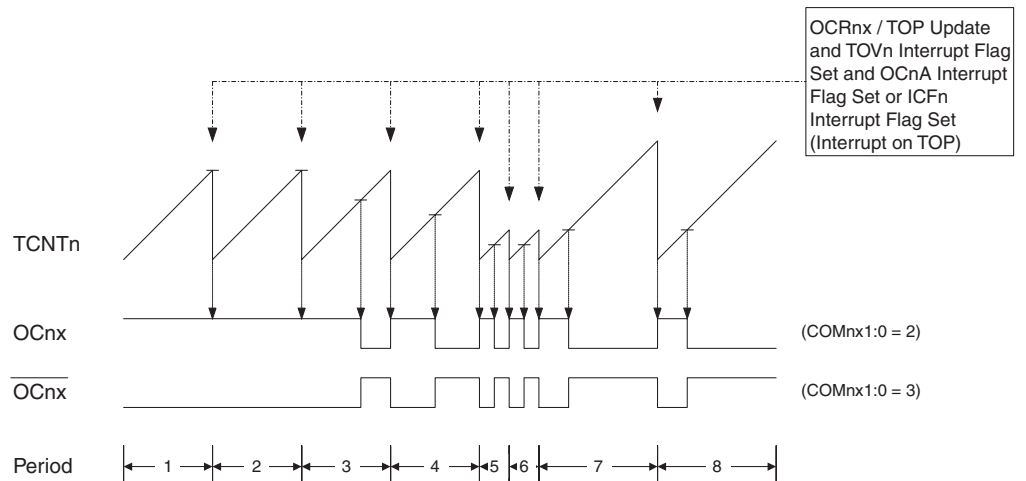 OCRnx / TOP Update
and TOVn Interrupt Flag
Set and OCnA Interrupt
Flag Set or ICFn
Interrupt Flag Set
(Interrupt on TOP)
TCNTn
OCnx
(COMnx1:0 = 2)
OCnx
(COMnx1:0 = 3)
Period
1 2 3 4 5 6 7 8